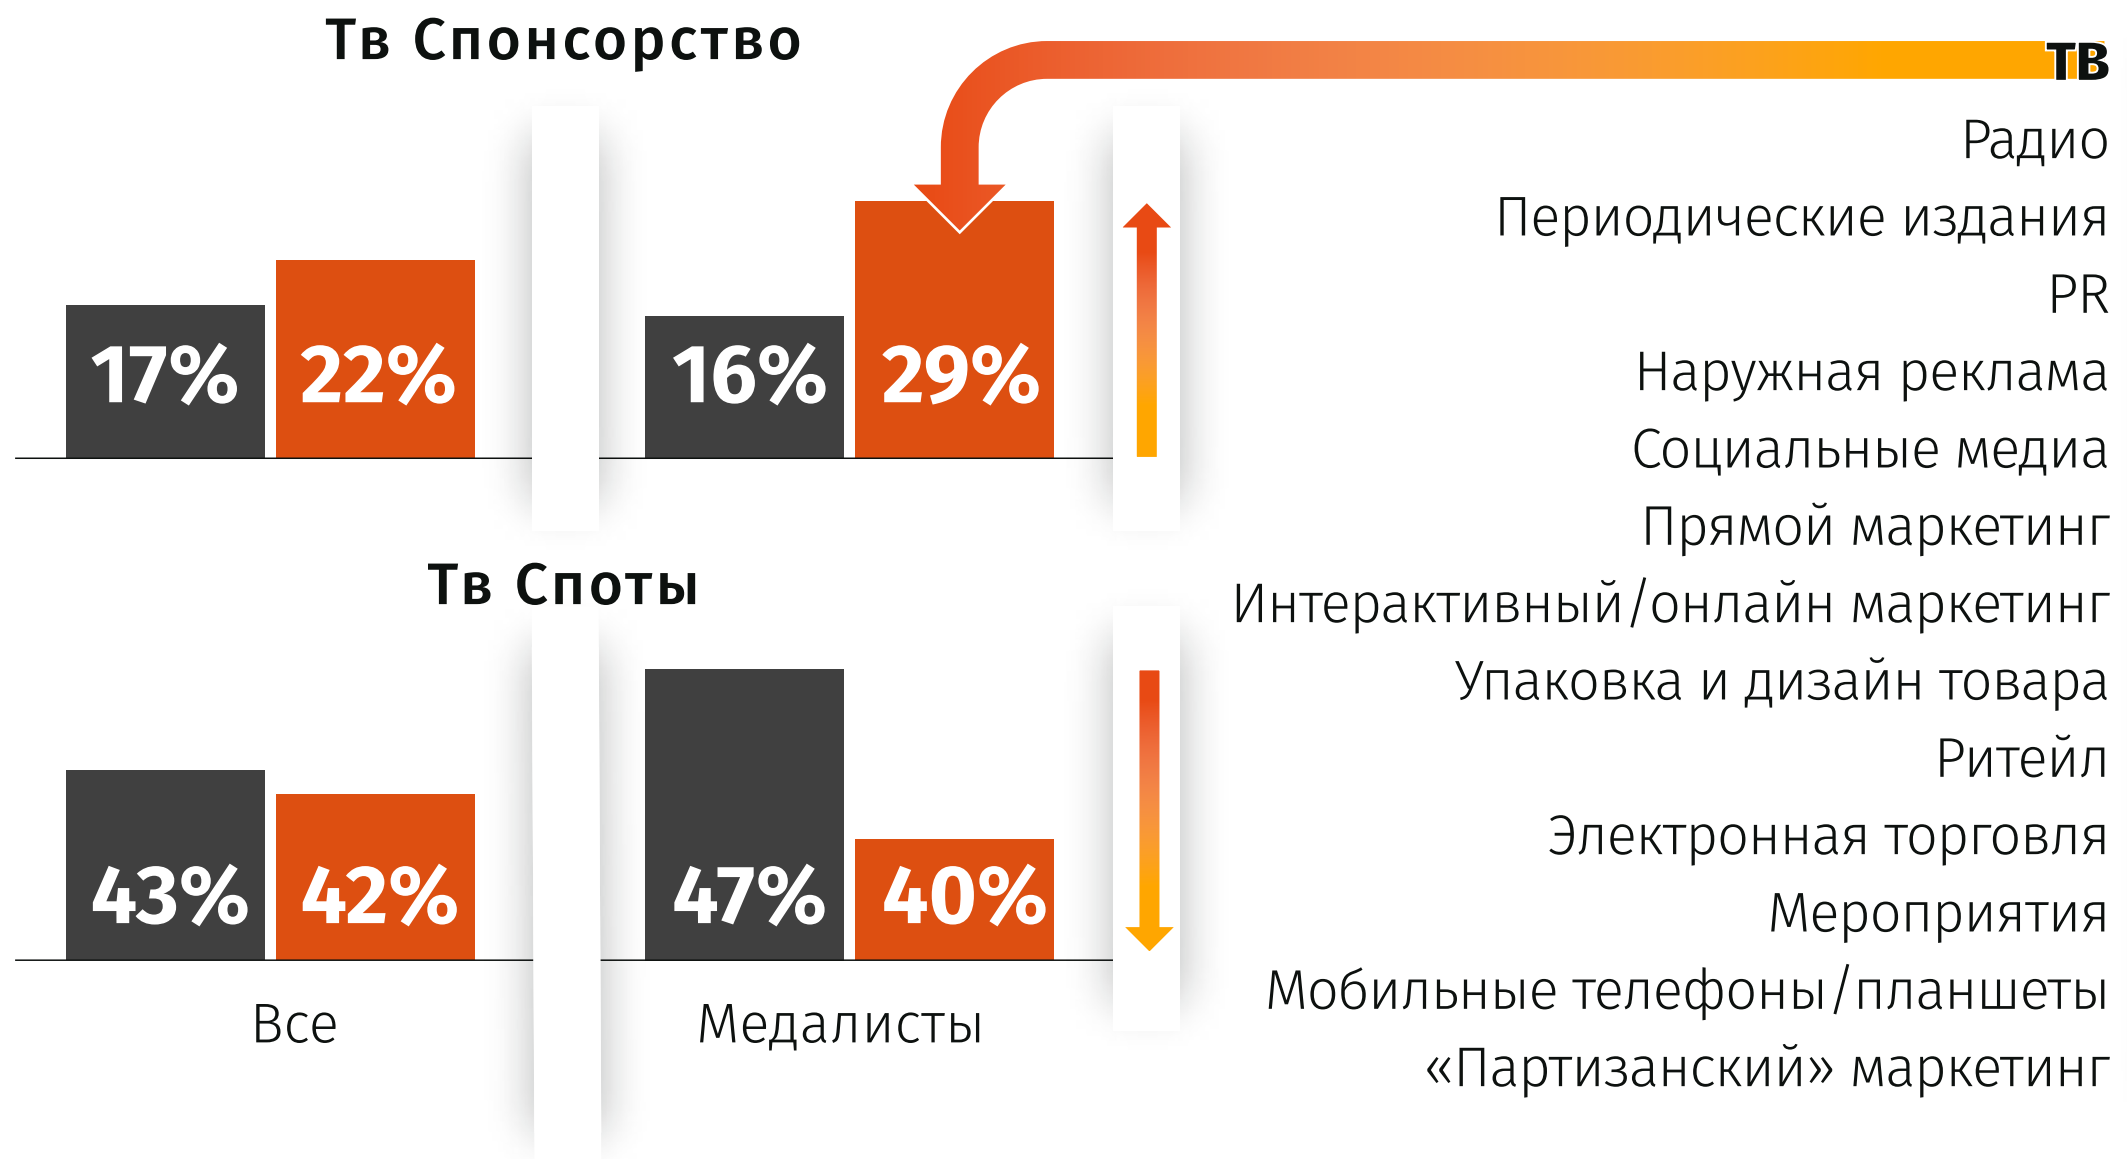 Тв Спонсорство
17%
22%
16%
29%
Тв Споты
43%
42%
47%
40%
Все
Медалисты
ТВ
Радио
Периодические издания
PR
Наружная реклама
Социальные медиа
Прямой маркетинг
Интерактивный/онлайн маркетинг
Упаковка и дизайн товара
Ритейл
Электронная торговля
Мероприятия
Мобильные телефоны/планшеты
«Партизанский» маркетинг